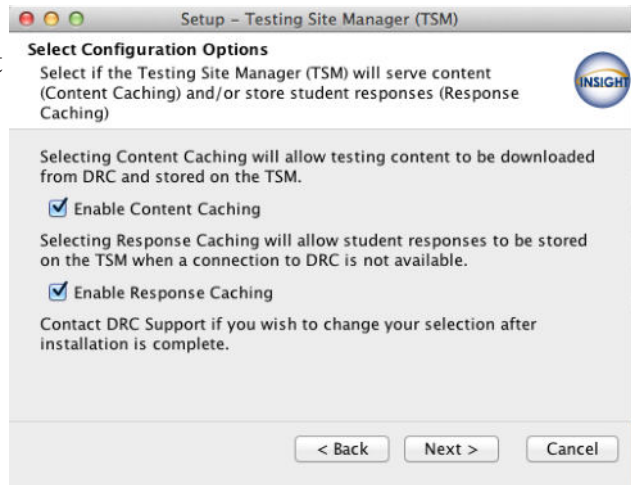 Setup – Testing Site Manager (TSM)
Select Configuration Options
t
Select if the Testing Site Manager (TSM) will serve content
(Content Caching) and/or store student responses (Response
Caching)
INSIGHT
Selecting Content Caching will allow testing content to be downloaded
from DRC and stored on the TSM.
Enable Content Caching
Selecting Response Caching will allow student responses to be stored
on the TSM when a connection to DRC is not available.
Enable Response Caching
Contact DRC Support if you wish to change your selection after
installation is complete.
< Back
Next >
Cancel